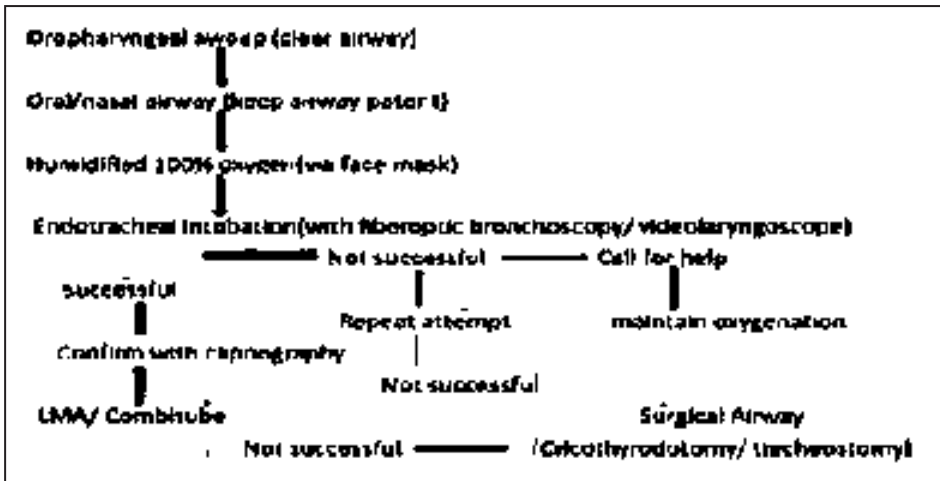 Oropharyngeal sweep (clear airway)
Oral/nasal airway (keep airway patent)
Humidified 100% oxygen (via face mask)
Endotracheal Intubation(with fiberoptic bronchoscopy/ videolaryngoscope)
Not successful Call for help
successful
Repeat attempt maintain oxygenation
Confirm with capnography
Not successful
LMA/ Combitube Surgical Airway
Not successful (Cricothyrodotomy/ tracheostomy)